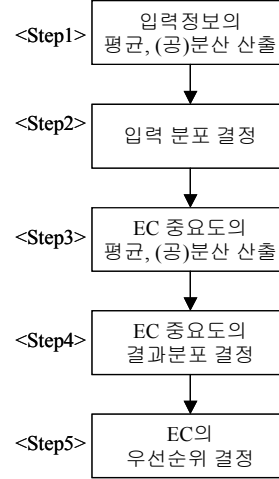 <Step1>
입력정보의
평균, (공)분산 산출
<Step2>
입력 분포 결정
<Step3>
EC 중요도의
평균, (공)분산 산출
<Step4>
EC 중요도의
결과분포 결정
<Step5>
EC의
우선순위 결정